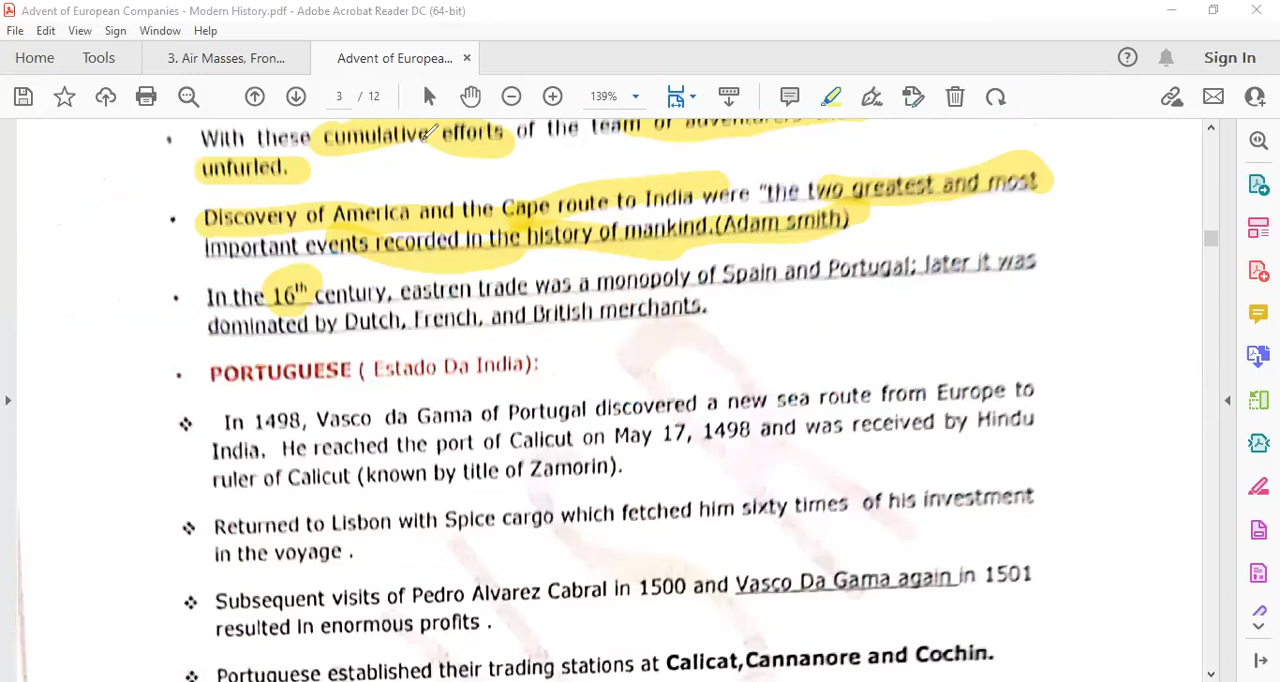 Advent of European Companies - Modern History.pdf - Adobe Acrobat Reader DC (64-bit)
File Edit View Sign Window Help
Home Tools 3. Air Masses, Fron... Advent of Europea... × Sign In
3 / 12 139%
With these cumulative efforts of the team of adventurers
unfurled.
Discovery of America and the Cape route to India were "the two greatest and most
important events recorded in the history of mankind.(Adam smith)
In the 16th century, eastren trade was a monopoly of Spain and Portugal; later it was
dominated by Dutch, French, and British merchants.
PORTUGUESE ( Estado Da India):
In 1498, Vasco da Gama of Portugal discovered a new sea route from Europe to
India. He reached the port of Calicut on May 17, 1498 and was received by Hindu
ruler of Calicut (known by title of Zamorin).
Returned to Lisbon with Spice cargo which fetched him sixty times of his investment
in the voyage .
Subsequent visits of Pedro Alvarez Cabral in 1500 and Vasco Da Gama again in 1501
resulted in enormous profits .
Portuguese established their trading stations at Calicat,Cannanore and Cochin.